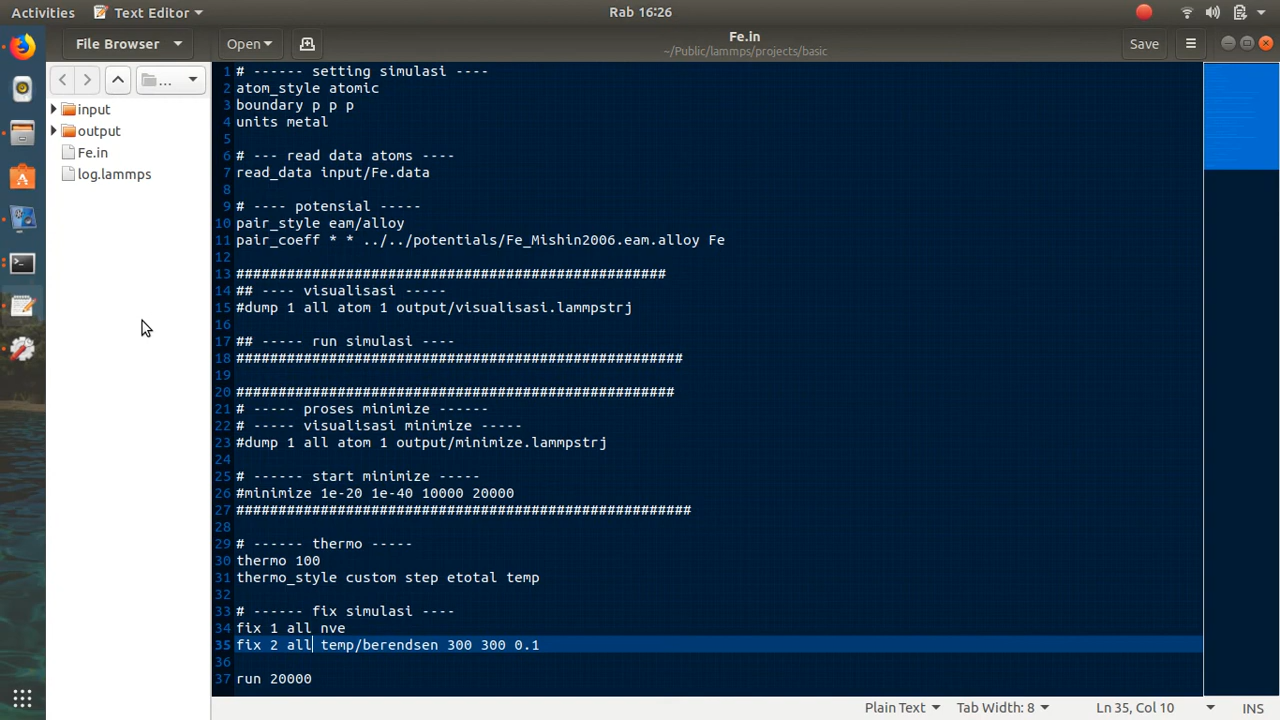 Activities
Text Editor
Rab 16:26
File Browser
Open
Fe.in
~/Public/lammps/projects/basic
Save
...
input
output
Fe.in
log.lammps
1 # ------ setting simulasi ----
2 atom_style atomic
3 boundary p p p
4 units metal
5
6 # --- read data atoms ----
7 read_data input/Fe.data
8
9 # ---- potensial -----
10 pair_style eam/alloy
11 pair_coeff * * ../../potentials/Fe_Mishin2006.eam.alloy Fe
12
13 ###################################################
14 ## ---- visualisasi -----
15 #dump 1 all atom 1 output/visualisasi.lammpstrj
16
17 ## ----- run simulasi ----
18 #####################################################
19
20 ####################################################
21 # ----- proses minimize ------
22 # ----- visualisasi minimize -----
23 #dump 1 all atom 1 output/minimize.lammpstrj
24
25 # ------ start minimize -----
26 #minimize 1e-20 1e-40 10000 20000
27 ######################################################
28
29 # ------ thermo -----
30 thermo 100
31 thermo_style custom step etotal temp
32
33 # ------ fix simulasi ----
34 fix 1 all nve
35 fix 2 all temp/berendsen 300 300 0.1
36
37 run 20000
Plain Text
Tab Width: 8
Ln 35, Col 10
INS